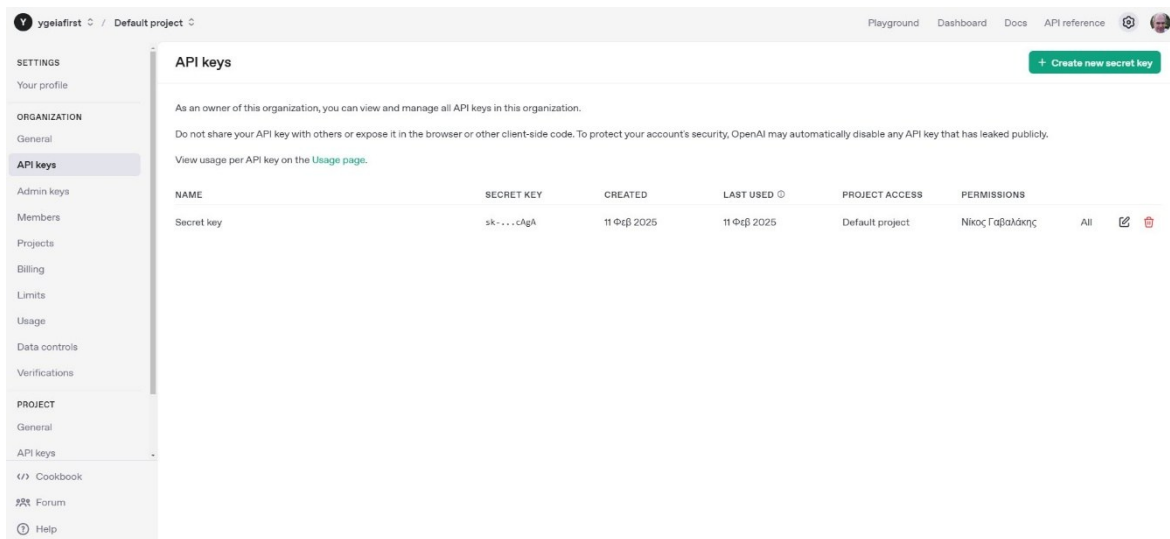 Y ygeiafirst / Default project Playground Dashboard Docs API reference
SETTINGS
Your profile
ORGANIZATION
General
API keys
Admin keys
Members
Projects
Billing
Limits
Usage
Data controls
Verifications
PROJECT
General
API keys
Cookbook
Forum
Help
API keys
+ Create new secret key
As an owner of this organization, you can view and manage all API keys in this organization.
Do not share your API key with others or expose it in the browser or other client-side code. To protect your account's security, OpenAI may automatically disable any API key that has leaked publicly.
View usage per API key on the Usage page.
NAME SECRET KEY CREATED LAST USED PROJECT ACCESS PERMISSIONS
Secret key sk-...cAgA 11 Φεβ 2025 11 Φεβ 2025 Default project Νίκος Γαβαλάκης All